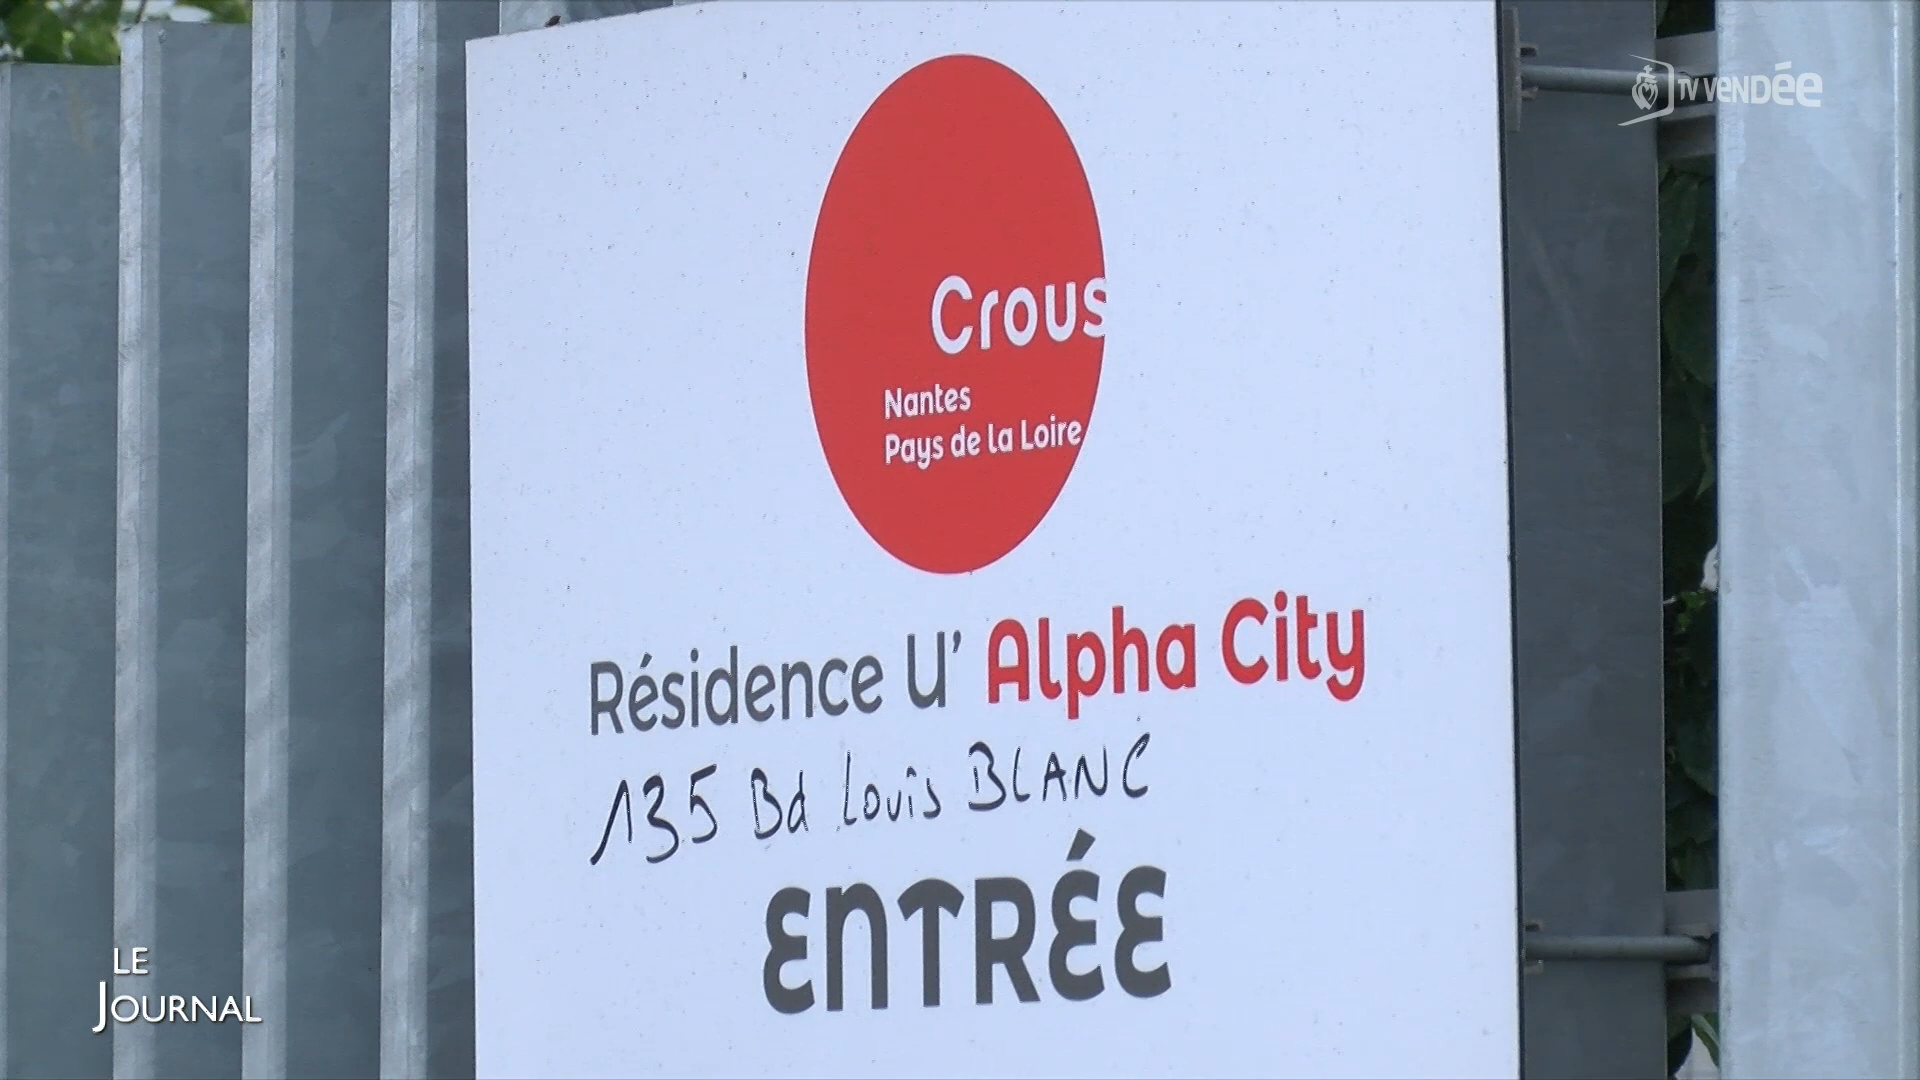 TV VENDÉE
Crous
Nantes
Pays de la Loire
Résidence U' Alpha City
135 Bd Louis BLANC
ENTRÉE
LE
JOURNAL